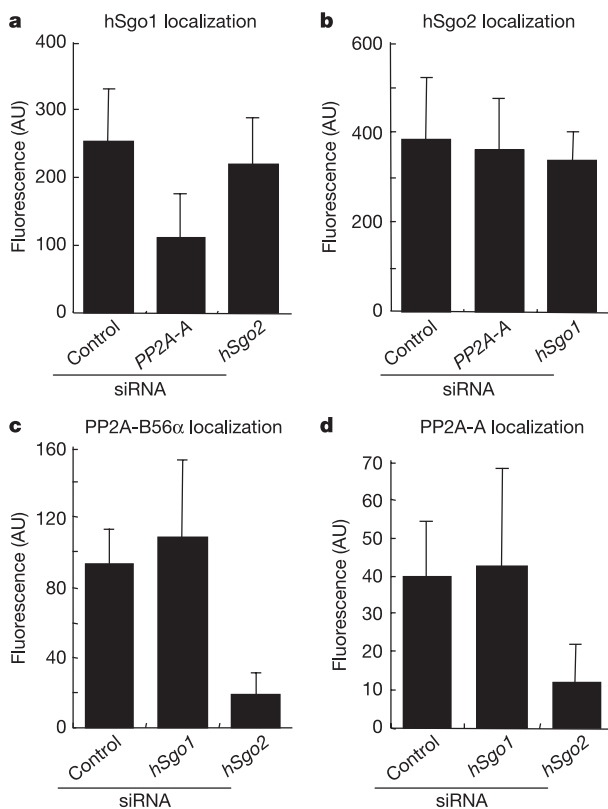 a hSgo1 localization
400
300
200
100
0
Fluorescence (AU)
Control
PP2A-A
hSgo2
siRNA
b hSgo2 localization
600
400
200
0
Fluorescence (AU)
Control
PP2A-A
hSgo1
siRNA
c PP2A-B56α localization
160
120
80
40
0
Fluorescence (AU)
Control
hSgo1
hSgo2
siRNA
d PP2A-A localization
70
60
50
40
30
20
10
0
Fluorescence (AU)
Control
hSgo1
hSgo2
siRNA